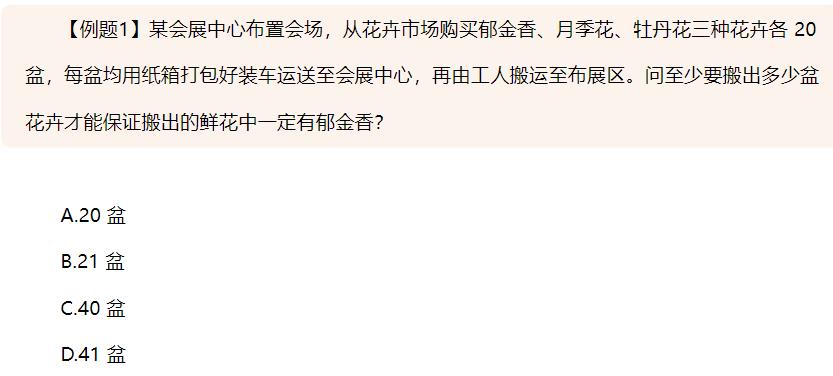 【例题1】某会展中心布置会场，从花卉市场购买郁金香、月季花、牡丹花三种花卉各 20
盆，每盆均用纸箱打包好装车运送至会展中心，再由工人搬运至布展区。问至少要搬出多少盆
花卉才能保证搬出的鲜花中一定有郁金香？
A.20 盆
B.21 盆
C.40 盆
D.41 盆